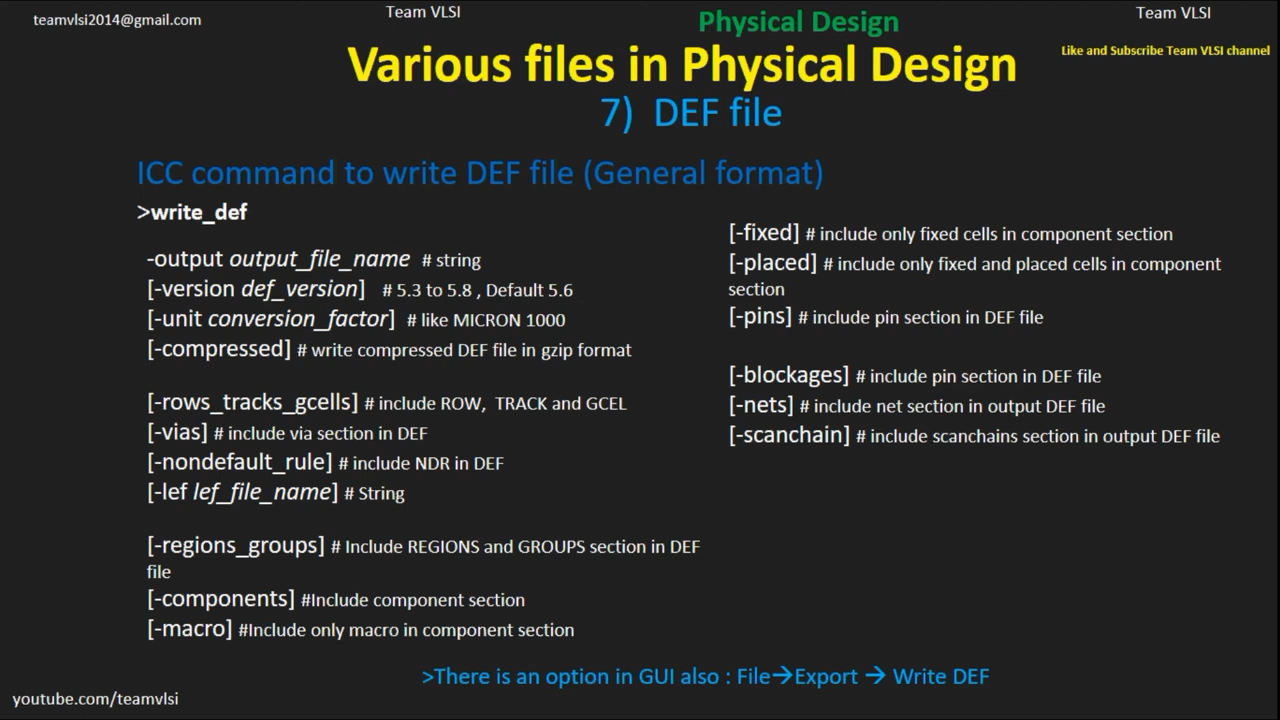 teamvlsi2014@gmail.com
Team VLSI
Team VLSI
Physical Design
Like and Subscribe Team VLSI channel
Various files in Physical Design
7) DEF file
ICC command to write DEF file (General format)
>write_def
-output output_file_name # string
[-version def_version] # 5.3 to 5.8 , Default 5.6
[-unit conversion_factor] # like MICRON 1000
[-compressed] # write compressed DEF file in gzip format
[-rows_tracks_gcells] # include ROW, TRACK and GCEL
[-vias] # include via section in DEF
[-nondefault_rule] # include NDR in DEF
[-lef lef_file_name] # String
[-regions_groups] # Include REGIONS and GROUPS section in DEF
file
[-components] #Include component section
[-macro] #Include only macro in component section
[-fixed] # include only fixed cells in component section
[-placed] # include only fixed and placed cells in component
section
[-pins] # include pin section in DEF file
[-blockages] # include pin section in DEF file
[-nets] # include net section in output DEF file
[-scanchain] # include scanchains section in output DEF file
>There is an option in GUI also : File→Export → Write DEF
youtube.com/teamvlsi